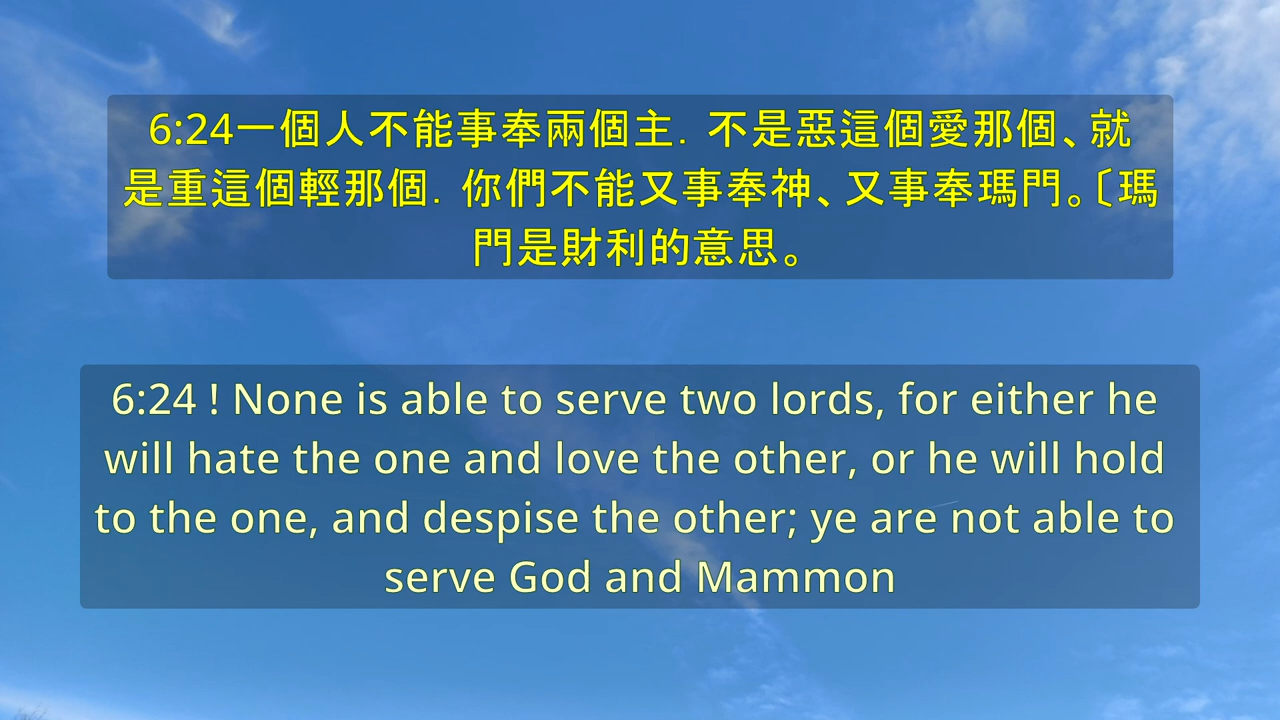 6:24一個人不能事奉兩個主．不是惡這個愛那個、就
是重這個輕那個．你們不能又事奉神、又事奉瑪門。〔瑪
門是財利的意思。
6:24 ! None is able to serve two lords, for either he
will hate the one and love the other, or he will hold
to the one, and despise the other; ye are not able to
serve God and Mammon